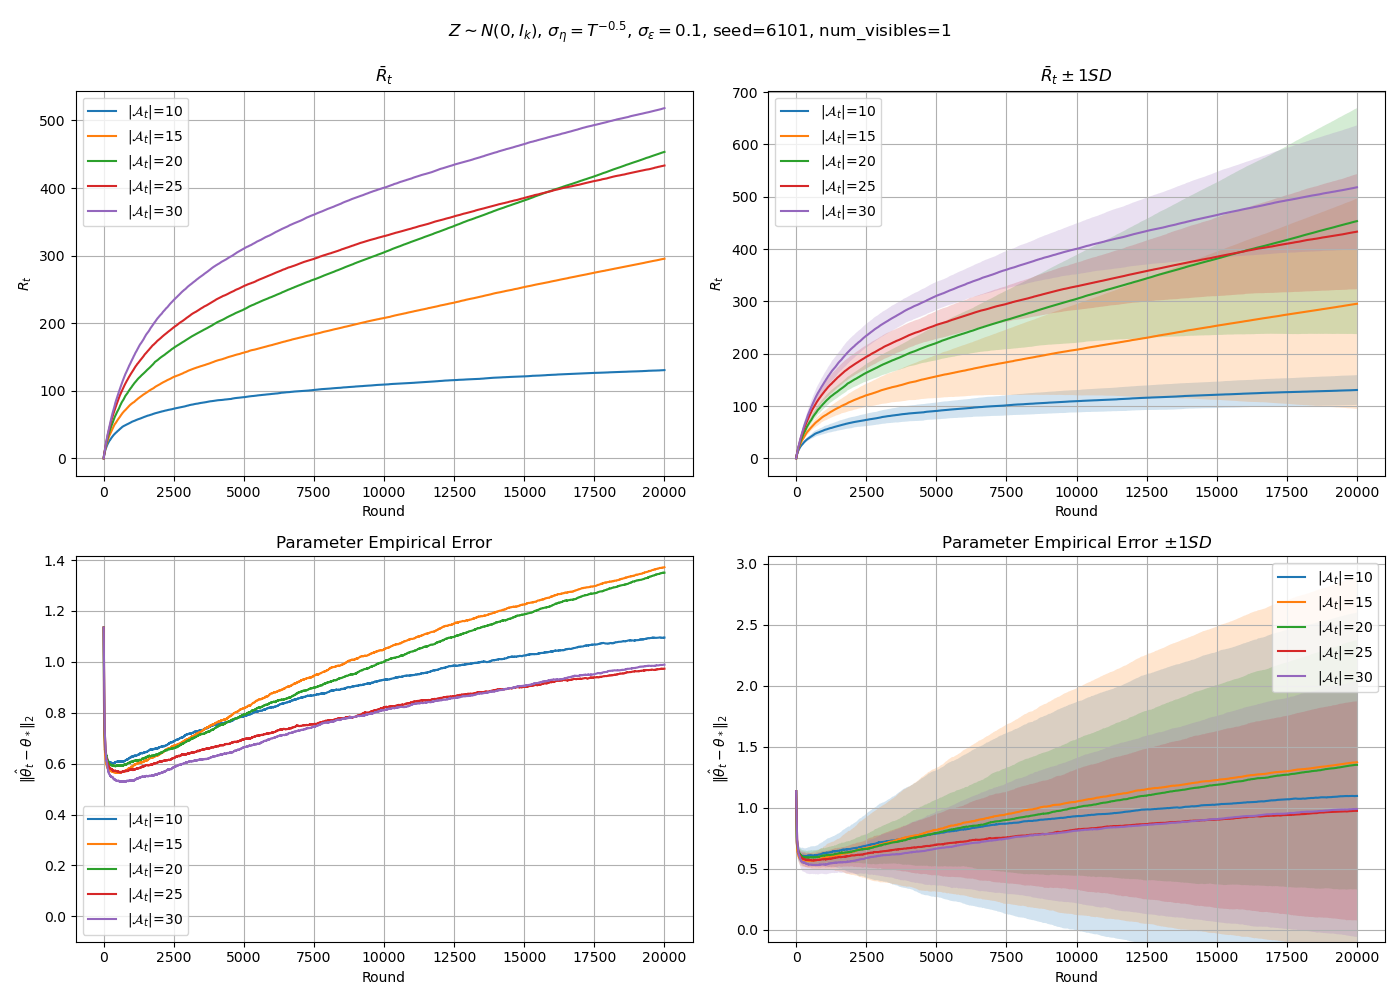 Z ∼ N(0, I_k), σ_η = T^{−0.5}, σ_ε = 0.1, seed=6101, num_visibles=1
R̄_t
R_t
500
400
300
200
100
0
|𝒜_t|=10
|𝒜_t|=15
|𝒜_t|=20
|𝒜_t|=25
|𝒜_t|=30
0 2500 5000 7500 10000 12500 15000 17500 20000
Round
R̄_t ± 1SD
R_t
700
600
500
400
300
200
100
0
|𝒜_t|=10
|𝒜_t|=15
|𝒜_t|=20
|𝒜_t|=25
|𝒜_t|=30
0 2500 5000 7500 10000 12500 15000 17500 20000
Round
Parameter Empirical Error
‖θ̂_t − θ_*‖_2
1.4
1.2
1.0
0.8
0.6
0.4
0.2
0.0
|𝒜_t|=10
|𝒜_t|=15
|𝒜_t|=20
|𝒜_t|=25
|𝒜_t|=30
0 2500 5000 7500 10000 12500 15000 17500 20000
Round
Parameter Empirical Error ±1SD
‖θ̂_t − θ_*‖_2
3.0
2.5
2.0
1.5
1.0
0.5
0.0
|𝒜_t|=10
|𝒜_t|=15
|𝒜_t|=20
|𝒜_t|=25
|𝒜_t|=30
0 2500 5000 7500 10000 12500 15000 17500 20000
Round